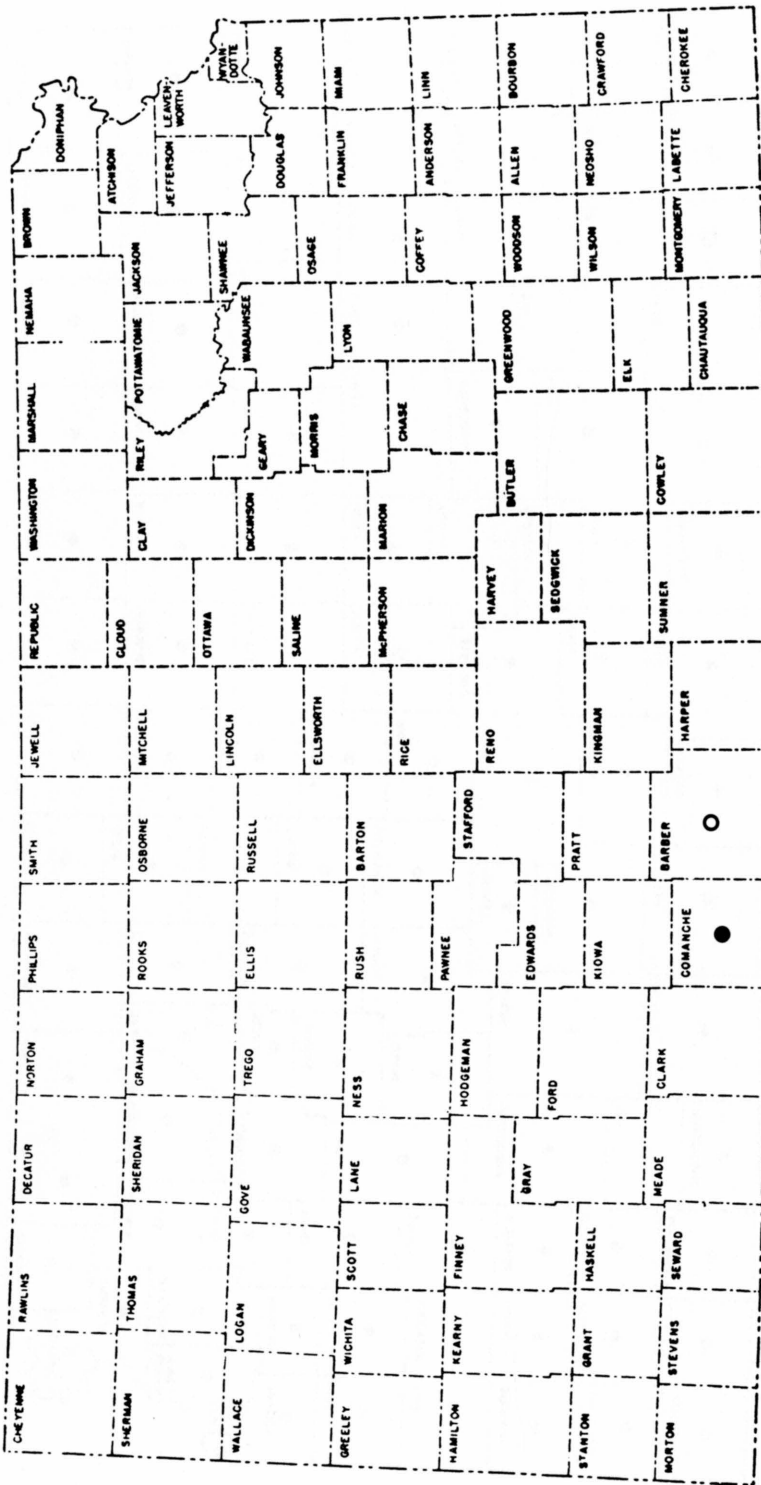 CHEYENNE
RAWLINS
DECATUR
NORTON
PHILLIPS
SMITH
JEWELL
REPUBLIC
WASHINGTON
MARSHALL
NEMAHA
BROWN
DONIPHAN
SHERMAN
THOMAS
SHERIDAN
GRAHAM
ROOKS
OSBORNE
MITCHELL
CLOUD
CLAY
RILEY
POTTAWATOMIE
JACKSON
ATCHISON
JEFFERSON
LEAVEN-
WORTH
WYAN-
DOTTE
WALLACE
LOGAN
GOVE
TREGO
ELLIS
RUSSELL
LINCOLN
OTTAWA
DICKINSON
GEARY
WABAUNSEE
SHAWNEE
DOUGLAS
JOHNSON
ELLSWORTH
SALINE
MORRIS
OSAGE
FRANKLIN
MIAMI
GREELEY
WICHITA
SCOTT
LANE
NESS
RUSH
BARTON
RICE
McPHERSON
MARION
CHASE
LYON
COFFEY
ANDERSON
LINN
HAMILTON
KEARNY
FINNEY
HODGEMAN
PAWNEE
STAFFORD
RENO
HARVEY
BUTLER
GREENWOOD
WOODSON
ALLEN
BOURBON
GRAY
FORD
EDWARDS
PRATT
KINGMAN
SEDGWICK
ELK
WILSON
NEOSHO
CRAWFORD
STANTON
GRANT
HASKELL
KIOWA
MORTON
STEVENS
SEWARD
MEADE
CLARK
COMANCHE
BARBER
HARPER
SUMNER
COWLEY
CHAUTAUQUA
MONTGOMERY
LABETTE
CHEROKEE